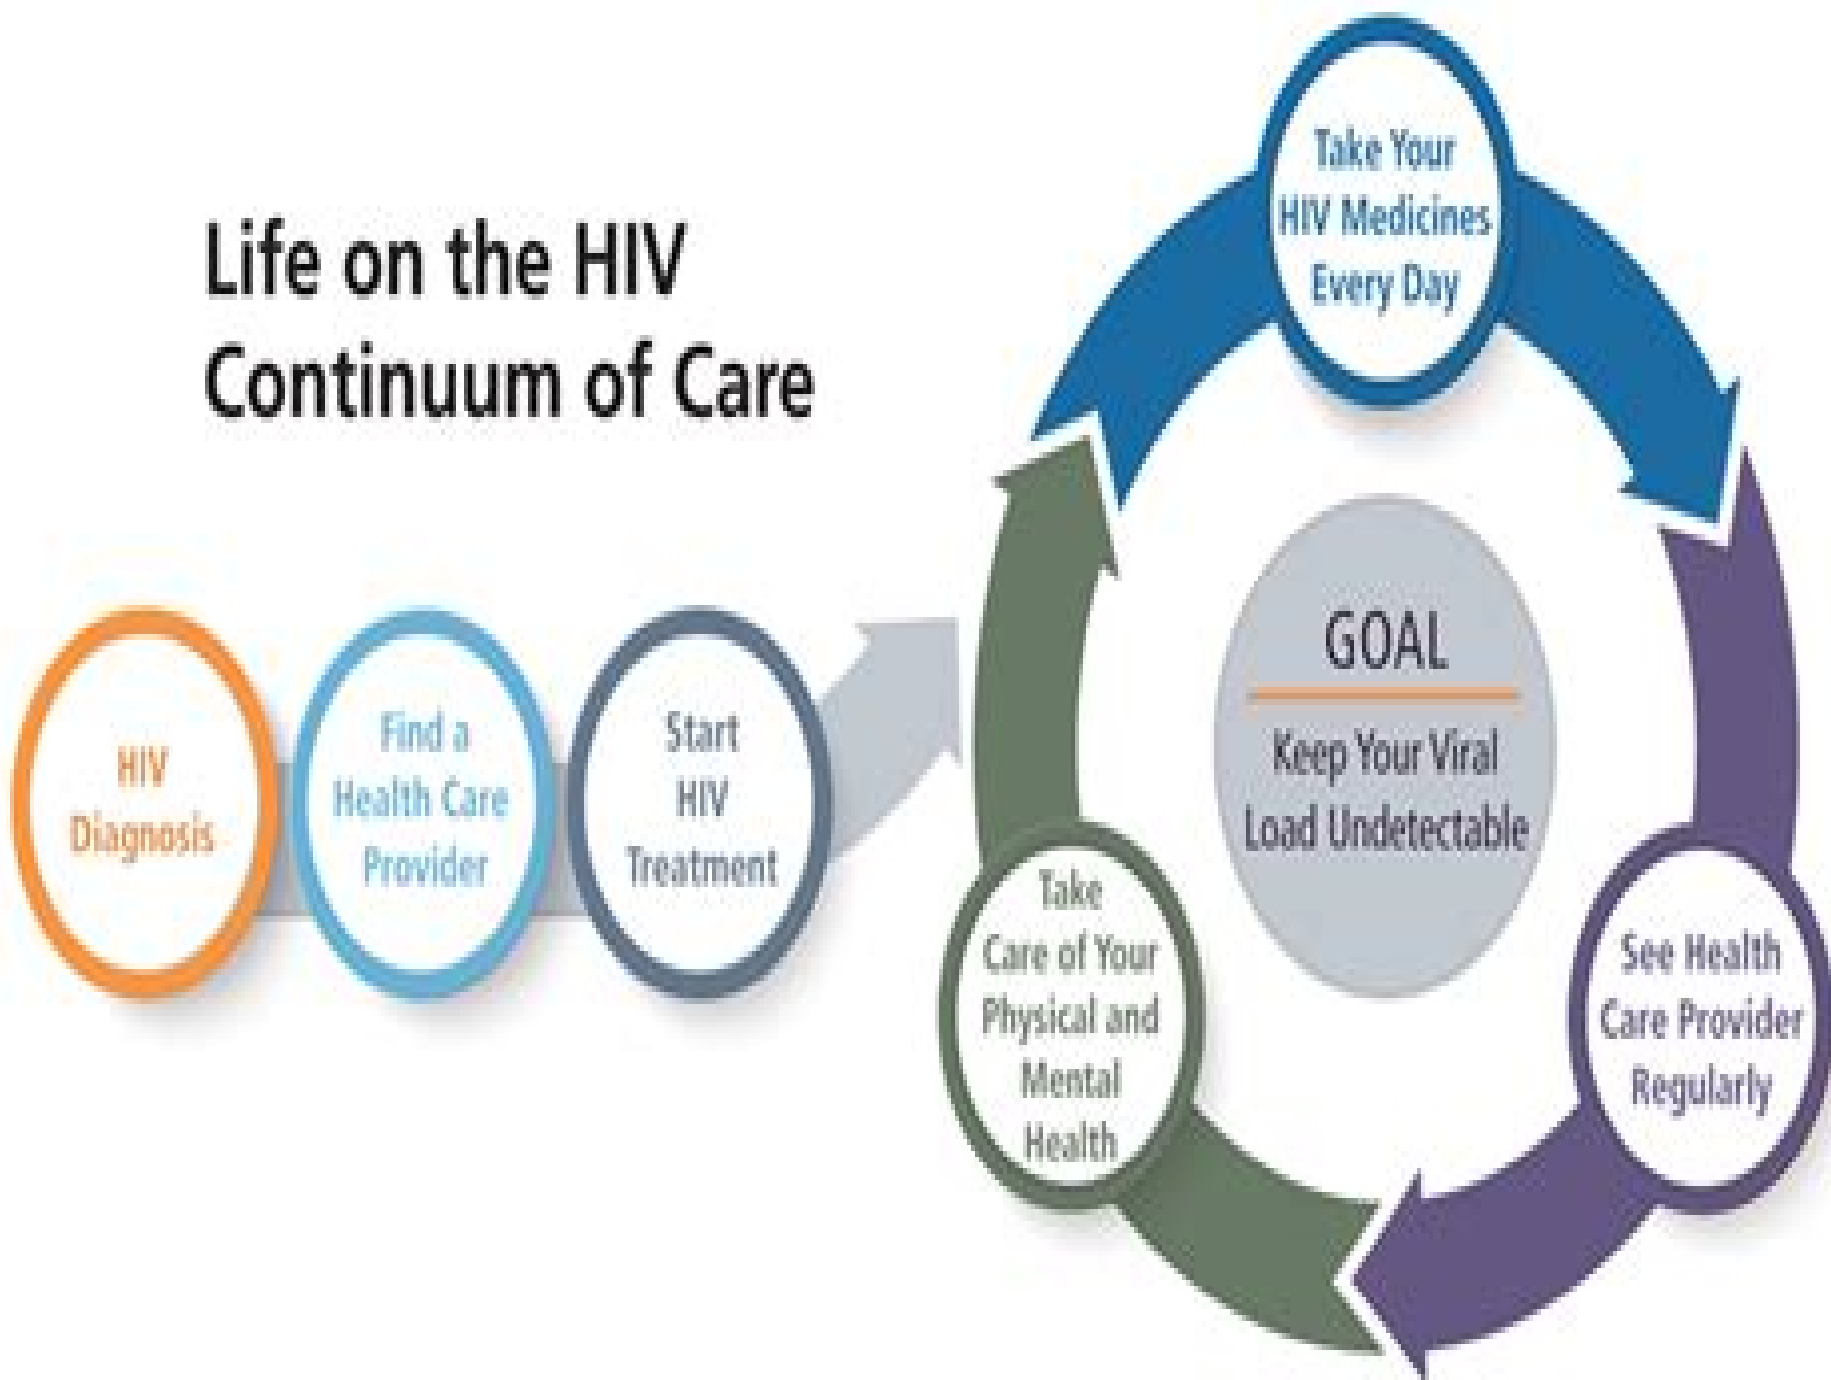 Life on the HIV
Continuum of Care
HIV
Diagnosis
Find a
Health Care
Provider
Start
HIV
Treatment
Take Your
HIV Medicines
Every Day
See Health
Care Provider
Regularly
Take
Care of Your
Physical and
Mental
Health
GOAL
Keep Your Viral
Load Undetectable